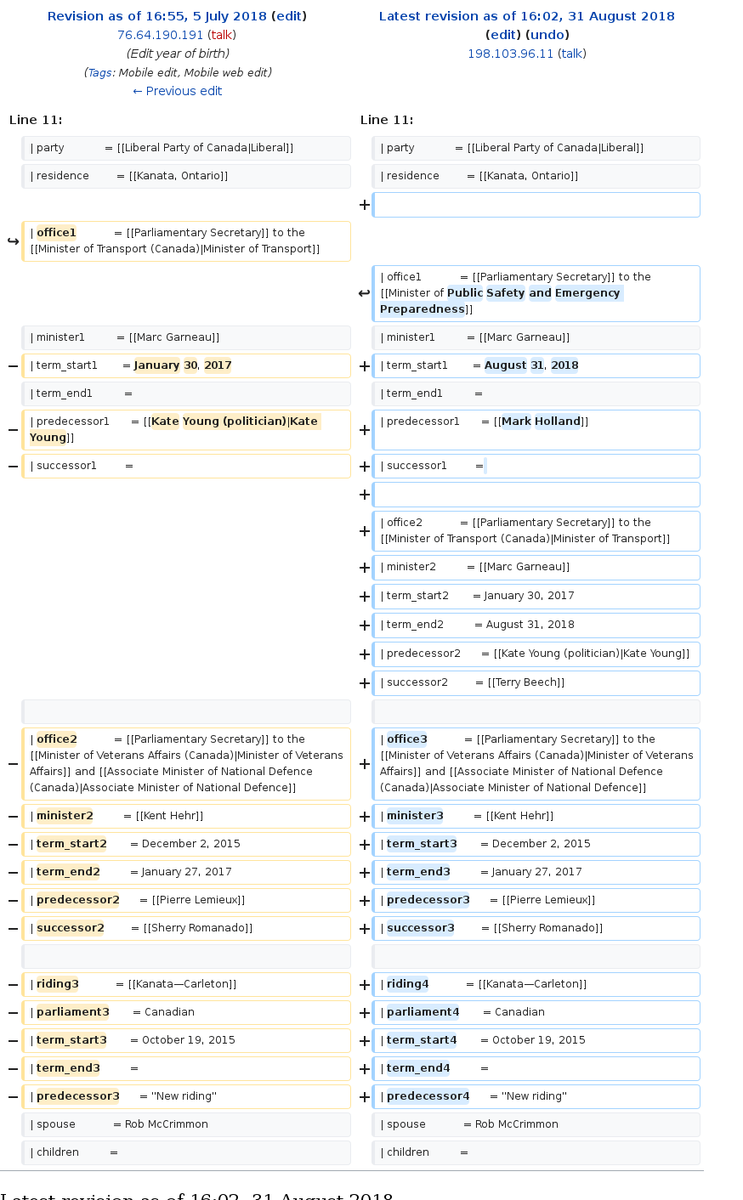 Revision as of 16:55, 5 July 2018 (edit)
76.64.190.191 (talk)
(Edit year of birth)
(Tags: Mobile edit, Mobile web edit)
← Previous edit
Latest revision as of 16:02, 31 August 2018
(edit) (undo)
198.103.96.11 (talk)
Line 11:
Line 11:
| party = [[Liberal Party of Canada|Liberal]]
| party = [[Liberal Party of Canada|Liberal]]
| residence = [[Kanata, Ontario]]
| residence = [[Kanata, Ontario]]
+
| office1 = [[Parliamentary Secretary]] to the
[[Minister of Transport (Canada)|Minister of Transport]]
| office1 = [[Parliamentary Secretary]] to the
[[Minister of Public Safety and Emergency
Preparedness]]
| minister1 = [[Marc Garneau]]
| minister1 = [[Marc Garneau]]
− | term_start1 = January 30, 2017
+ | term_start1 = August 31, 2018
| term_end1 =
| term_end1 =
− | predecessor1 = [[Kate Young (politician)|Kate
Young]]
+ | predecessor1 = [[Mark Holland]]
− | successor1 =
+ | successor1 =
+
+ | office2 = [[Parliamentary Secretary]] to the
[[Minister of Transport (Canada)|Minister of Transport]]
+ | minister2 = [[Marc Garneau]]
+ | term_start2 = January 30, 2017
+ | term_end2 = August 31, 2018
+ | predecessor2 = [[Kate Young (politician)|Kate Young]]
+ | successor2 = [[Terry Beech]]
− | office2 = [[Parliamentary Secretary]] to the
[[Minister of Veterans Affairs (Canada)|Minister of Veterans
Affairs]] and [[Associate Minister of National Defence
(Canada)|Associate Minister of National Defence]]
+ | office3 = [[Parliamentary Secretary]] to the
[[Minister of Veterans Affairs (Canada)|Minister of Veterans
Affairs]] and [[Associate Minister of National Defence
(Canada)|Associate Minister of National Defence]]
− | minister2 = [[Kent Hehr]]
+ | minister3 = [[Kent Hehr]]
− | term_start2 = December 2, 2015
+ | term_start3 = December 2, 2015
− | term_end2 = January 27, 2017
+ | term_end3 = January 27, 2017
− | predecessor2 = [[Pierre Lemieux]]
+ | predecessor3 = [[Pierre Lemieux]]
− | successor2 = [[Sherry Romanado]]
+ | successor3 = [[Sherry Romanado]]
− | riding3 = [[Kanata—Carleton]]
+ | riding4 = [[Kanata—Carleton]]
− | parliament3 = Canadian
+ | parliament4 = Canadian
− | term_start3 = October 19, 2015
+ | term_start4 = October 19, 2015
− | term_end3 =
+ | term_end4 =
− | predecessor3 = "New riding"
+ | predecessor4 = "New riding"
| spouse = Rob McCrimmon
| spouse = Rob McCrimmon
| children =
| children =
Latest revision as of 16:02, 31 August 2018